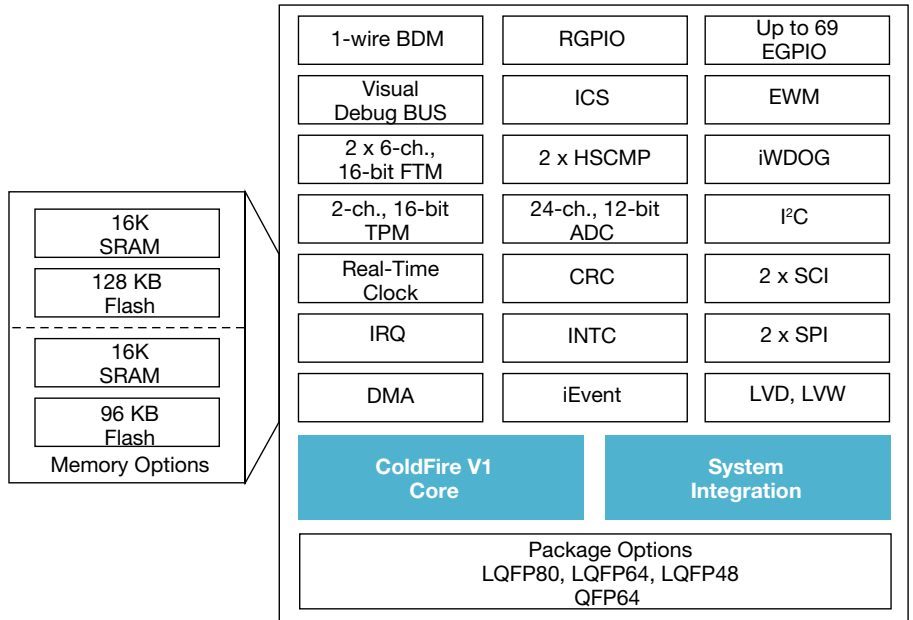 1-wire BDM
RGPIO
Up to 69
EGPIO
Visual
Debug BUS
ICS
EWM
2 x 6-ch.,
16-bit FTM
2 x HSCMP
iWDOG
2-ch., 16-bit
TPM
24-ch., 12-bit
ADC
I²C
Real-Time
Clock
CRC
2 x SCI
IRQ
INTC
2 x SPI
DMA
iEvent
LVD, LVW
16K
SRAM
128 KB
Flash
16K
SRAM
96 KB
Flash
Memory Options
ColdFire V1
Core
System
Integration
Package Options
LQFP80, LQFP64, LQFP48
QFP64